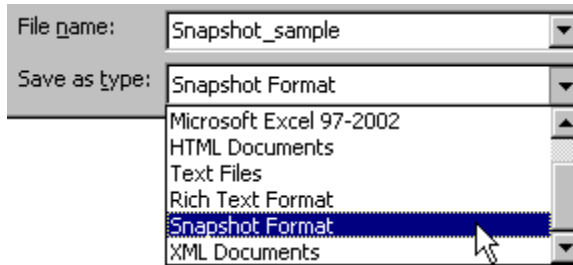 File name: Snapshot_sample
Save as type: Snapshot Format
Microsoft Excel 97-2002
HTML Documents
Text Files
Rich Text Format
Snapshot Format
XML Documents